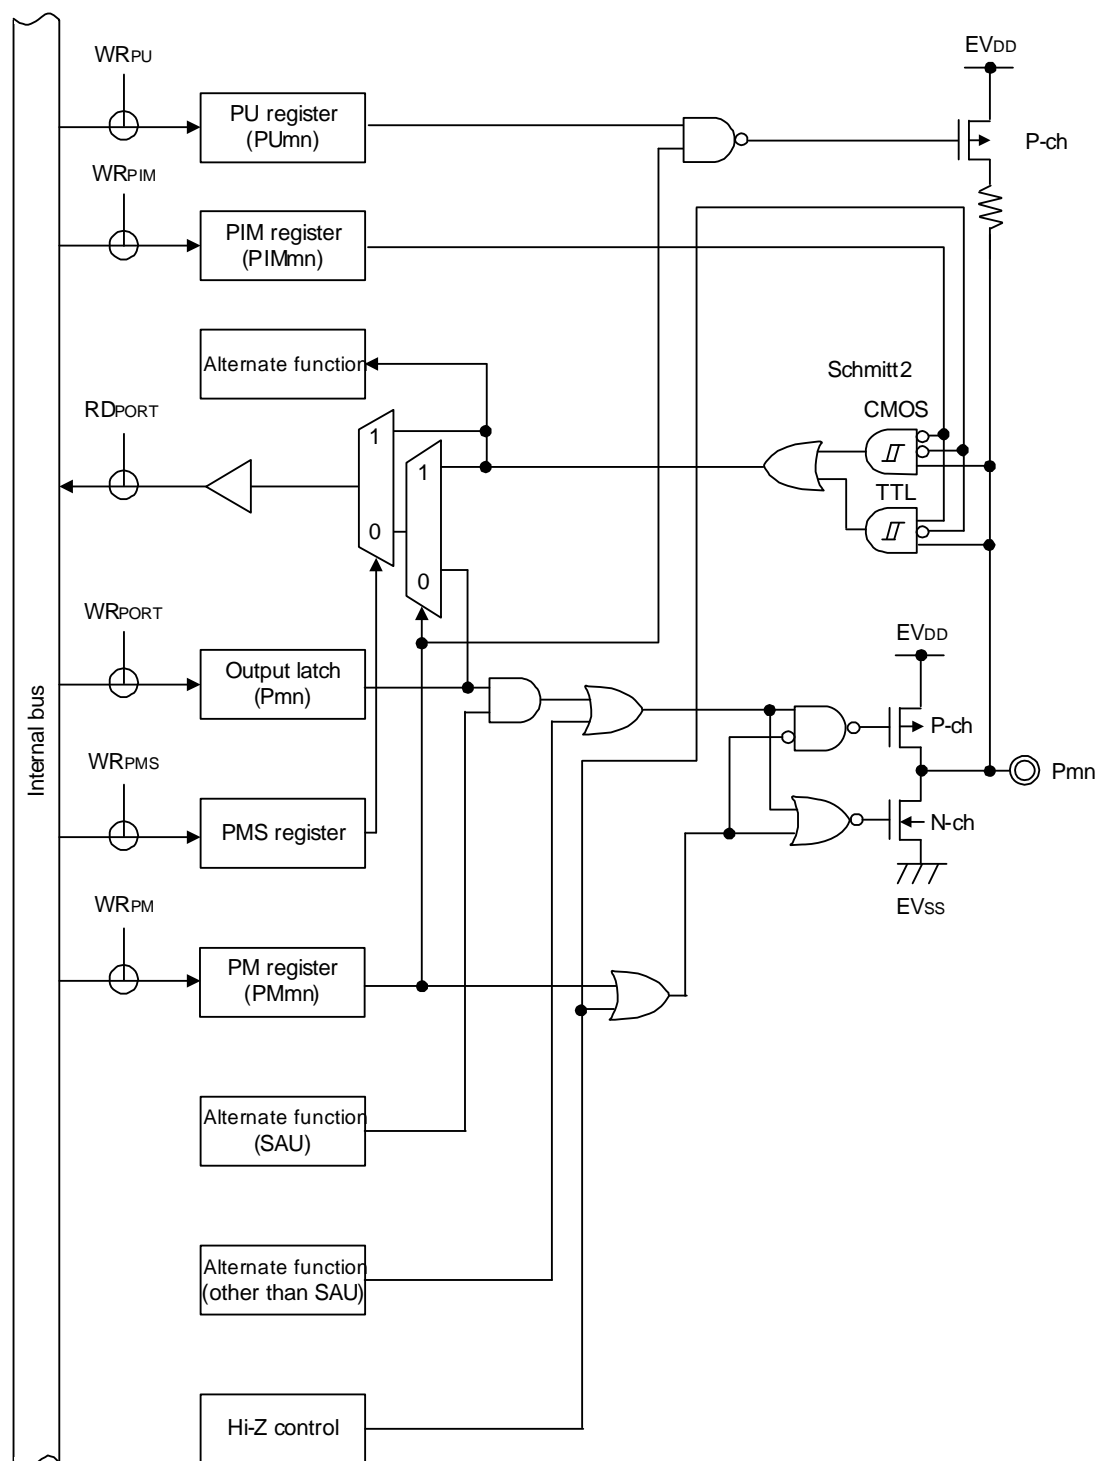 EVDD
WRPU
PU register
(PUmn)
P-ch
WRPIM
PIM register
(PIMmn)
Alternate function
Schmitt2
CMOS
RDPORT
1
1
TTL
0
0
WRPORT
EVDD
Output latch
(Pmn)
P-ch
Internal bus
WRPMS
Pmn
PMS register
N-ch
WRPM
EVSS
PM register
(PMmn)
Alternate function
(SAU)
Alternate function
(other than SAU)
Hi-Z control